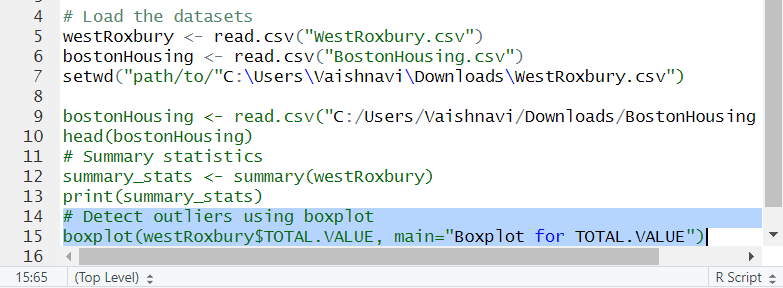 4 # Load the datasets
5 westRoxbury <- read.csv("WestRoxbury.csv")
6 bostonHousing <- read.csv("BostonHousing.csv")
7 setwd("path/to/"C:\Users\Vaishnavi\Downloads\WestRoxbury.csv")
8
9 bostonHousing <- read.csv("C:/Users/Vaishnavi/Downloads/BostonHousing
10 head(bostonHousing)
11 # Summary statistics
12 summary_stats <- summary(westRoxbury)
13 print(summary_stats)
14 # Detect outliers using boxplot
15 boxplot(westRoxbury$TOTAL.VALUE, main="Boxplot for TOTAL.VALUE")
16
15:65 (Top Level) R Script